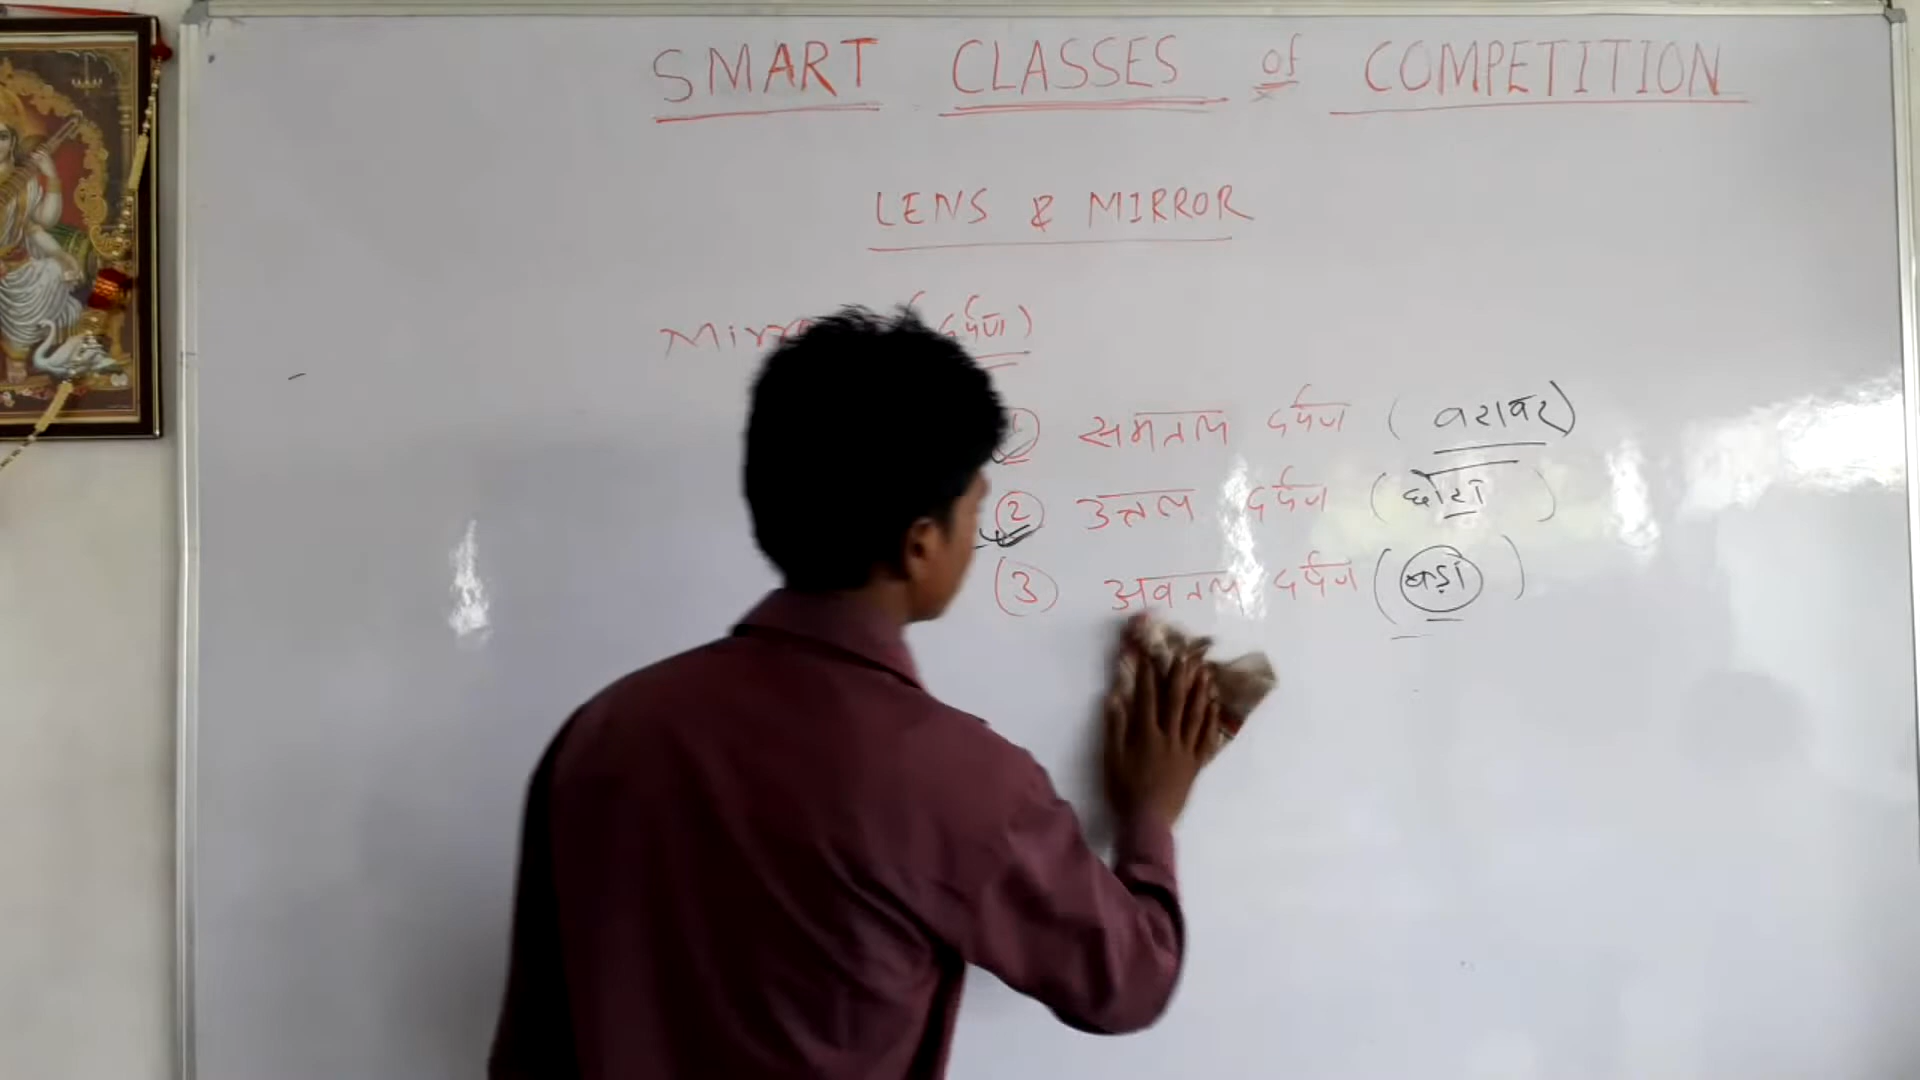 SMART CLASSES of COMPETITION
LENS & MIRROR
(दर्पण)
1 समतल दर्पण ( बराबर )
2 उत्तल दर्पण ( छोटा )
3 अवतल दर्पण ( बड़ा )